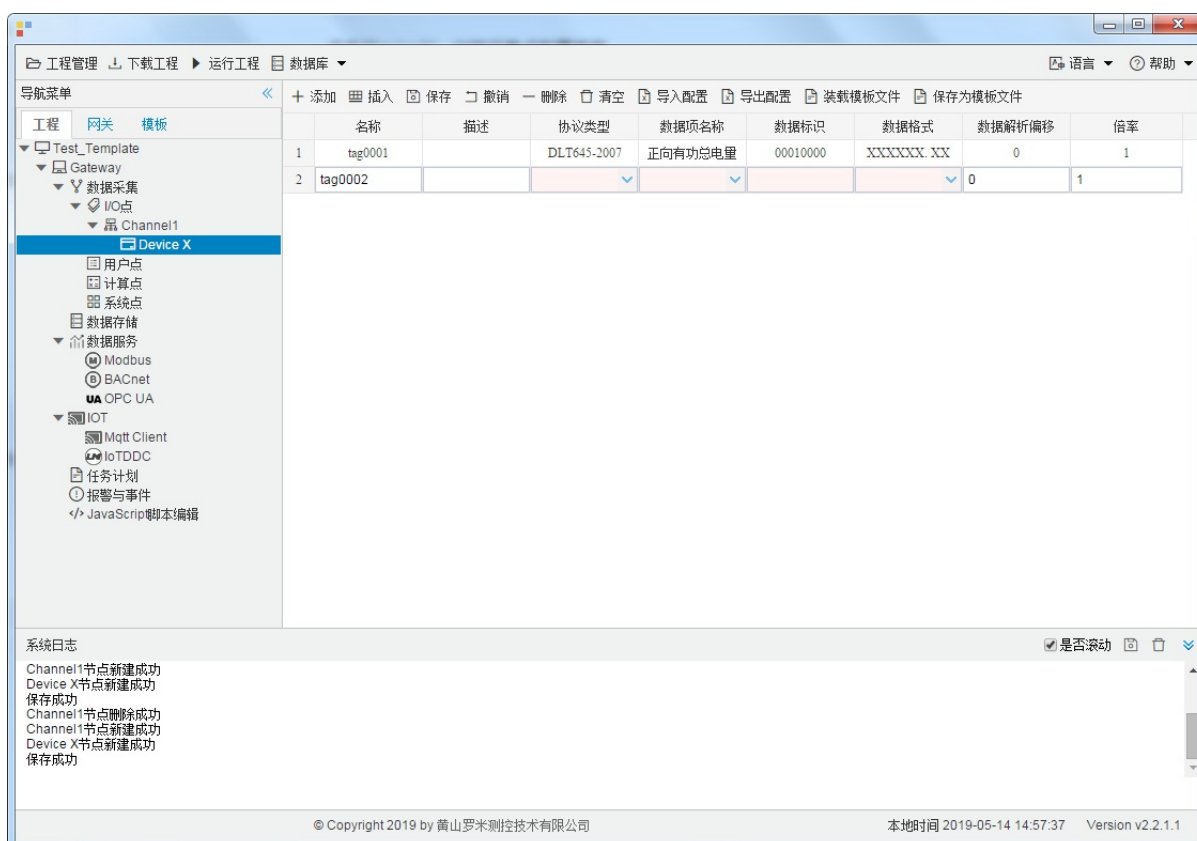 工程管理 下载工程 运行工程 数据库 语言 帮助
导航菜单
工程 网关 模板
Test_Template
Gateway
数据采集
I/O点
Channel1
Device X
用户点
计算点
系统点
数据存储
数据服务
Modbus
BACnet
UA OPC UA
IOT
Mqtt Client
IoTDDC
任务计划
报警与事件
JavaScript脚本编辑
添加 插入 保存 撤销 删除 清空 导入配置 导出配置 装载模板文件 保存为模板文件
名称 描述 协议类型 数据项名称 数据标识 数据格式 数据解析偏移 倍率
1 tag0001 DLT645-2007 正向有功总电量 00010000 XXXXXX.XX 0 1
2 tag0002 0 1
系统日志 是否滚动
Channel1节点新建成功
Device X节点新建成功
保存成功
Channel1节点删除成功
Channel1节点新建成功
Device X节点新建成功
保存成功
© Copyright 2019 by 黄山罗米测控技术有限公司 本地时间 2019-05-14 14:57:37 Version v2.2.1.1